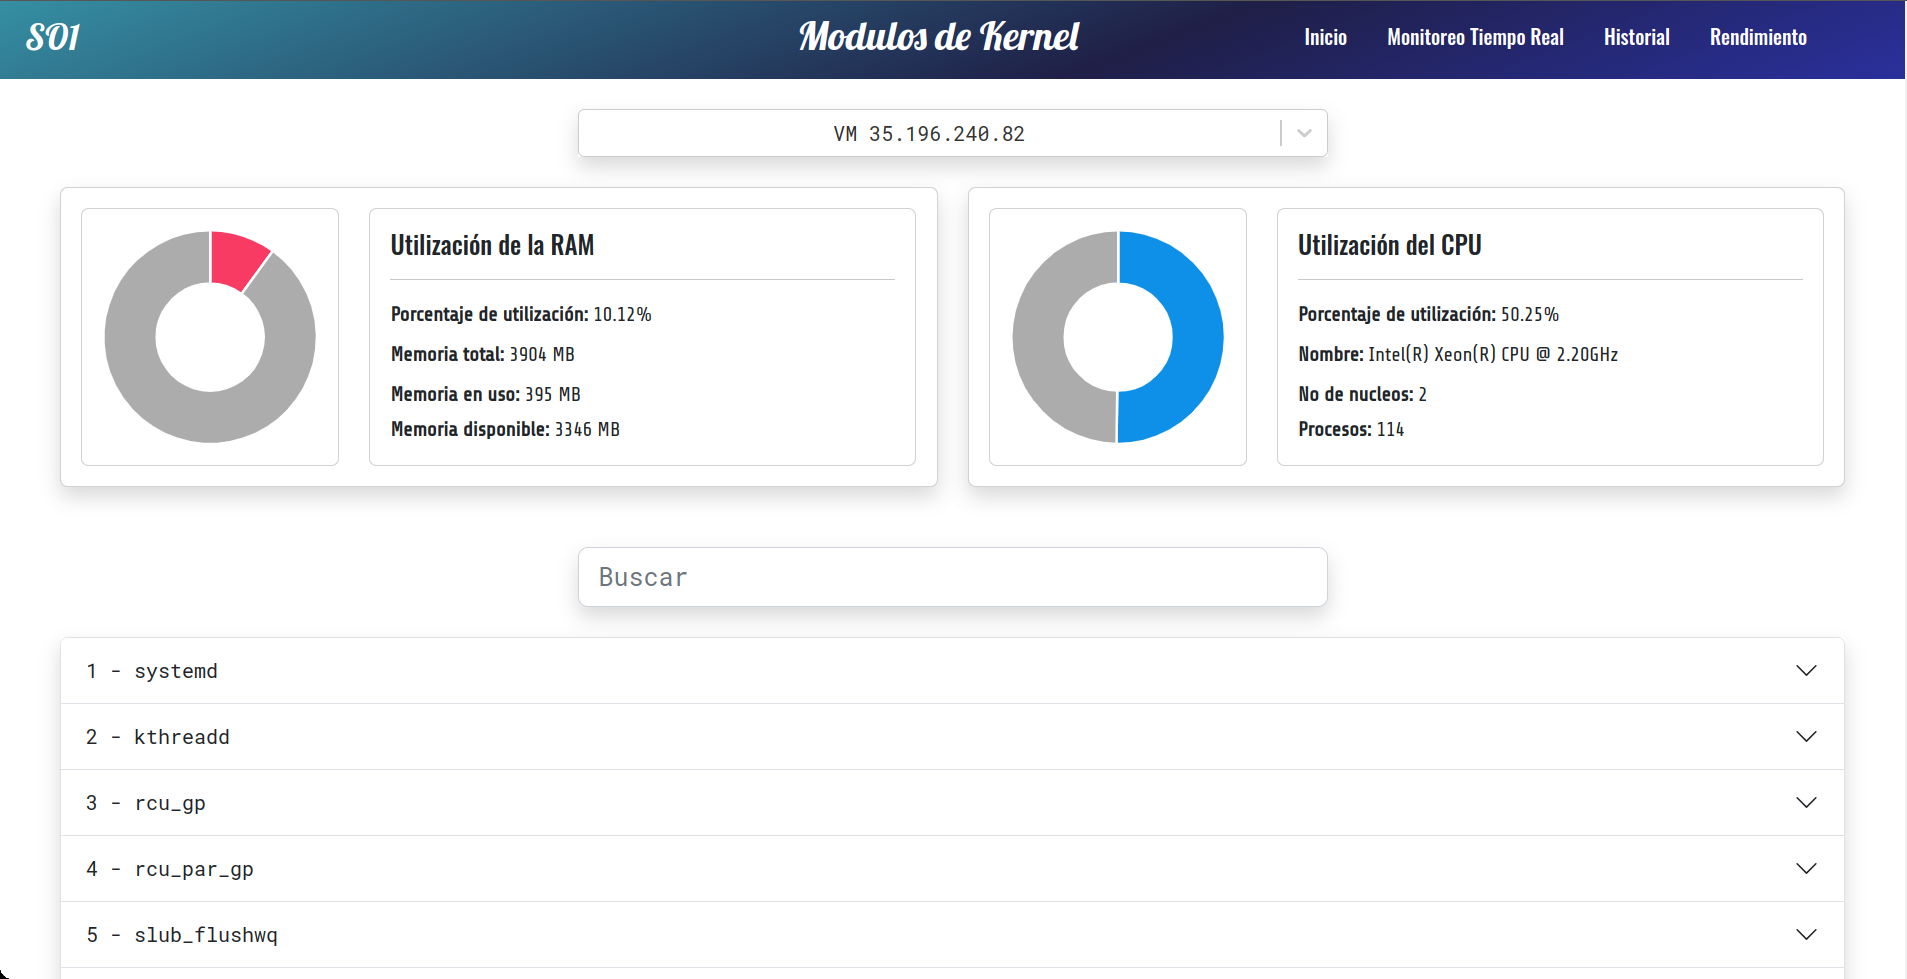 SO1
Modulos de Kernel
Inicio
Monitoreo Tiempo Real
Historial
Rendimiento
VM 35.196.240.82
Utilización de la RAM
Porcentaje de utilización: 10.12%
Memoria total: 3904 MB
Memoria en uso: 395 MB
Memoria disponible: 3346 MB
Utilización del CPU
Porcentaje de utilización: 50.25%
Nombre: Intel(R) Xeon(R) CPU @ 2.20GHz
No de nucleos: 2
Procesos: 114
Buscar
1 - systemd
2 - kthreadd
3 - rcu_gp
4 - rcu_par_gp
5 - slub_flushwq